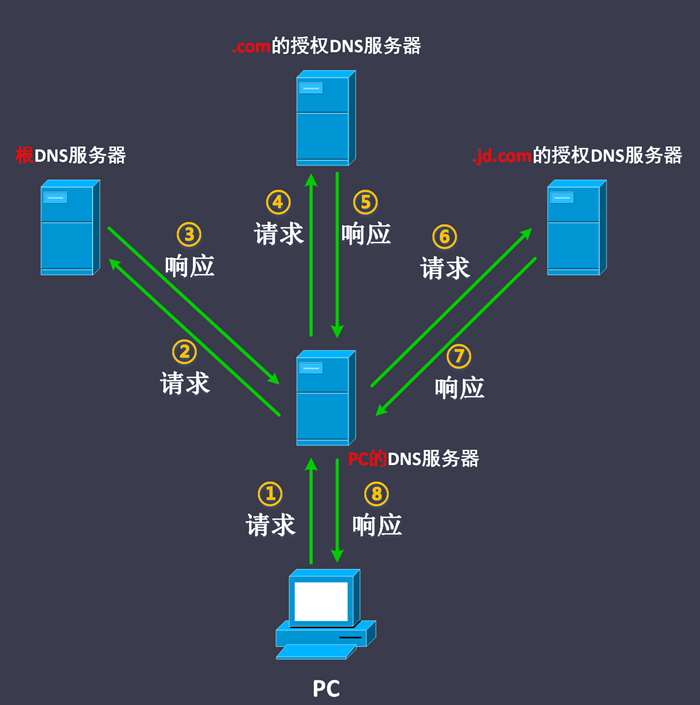 .com的授权DNS服务器
根DNS服务器
.jd.com的授权DNS服务器
④
请求
⑤
响应
③
响应
⑥
请求
②
请求
⑦
响应
PC的DNS服务器
①
请求
⑧
响应
PC